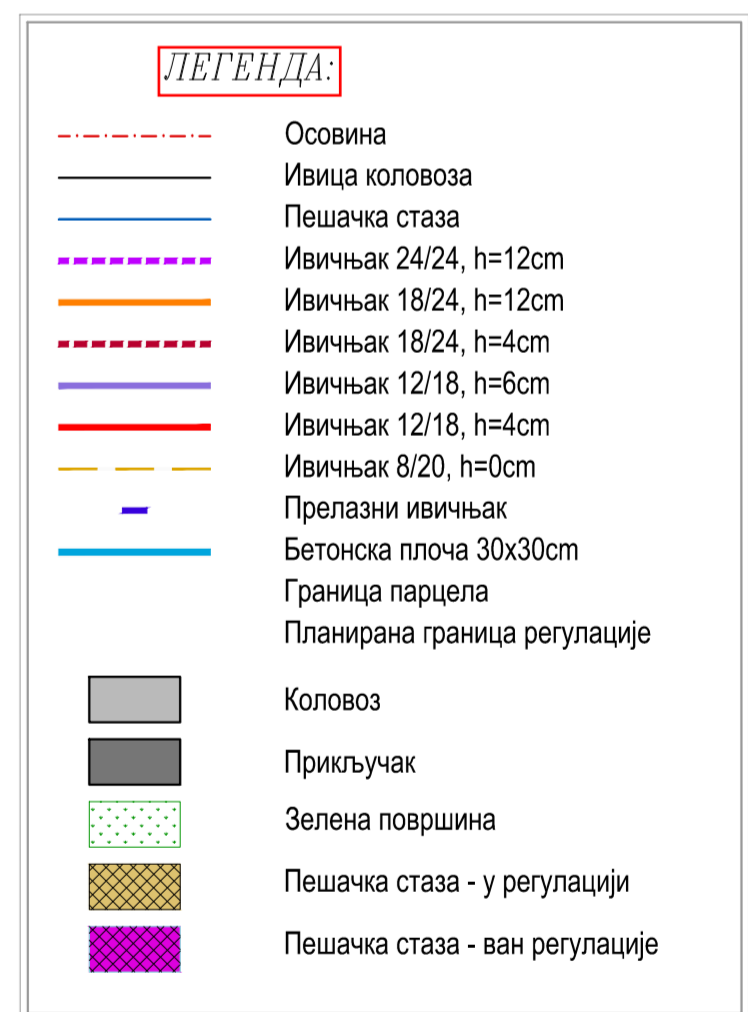 ЛЕГЕНДА:
Осовина
Ивица коловоза
Пешачка стаза
Ивичњак 24/24, h=12cm
Ивичњак 18/24, h=12cm
Ивичњак 18/24, h=4cm
Ивичњак 12/18, h=6cm
Ивичњак 12/18, h=4cm
Ивичњак 8/20, h=0cm
Прелазни ивичњак
Бетонска плоча 30x30cm
Граница парцела
Планирана граница регулације
Коловоз
Прикључак
Зелена површина
Пешачка стаза - у регулацији
Пешачка стаза - ван регулације